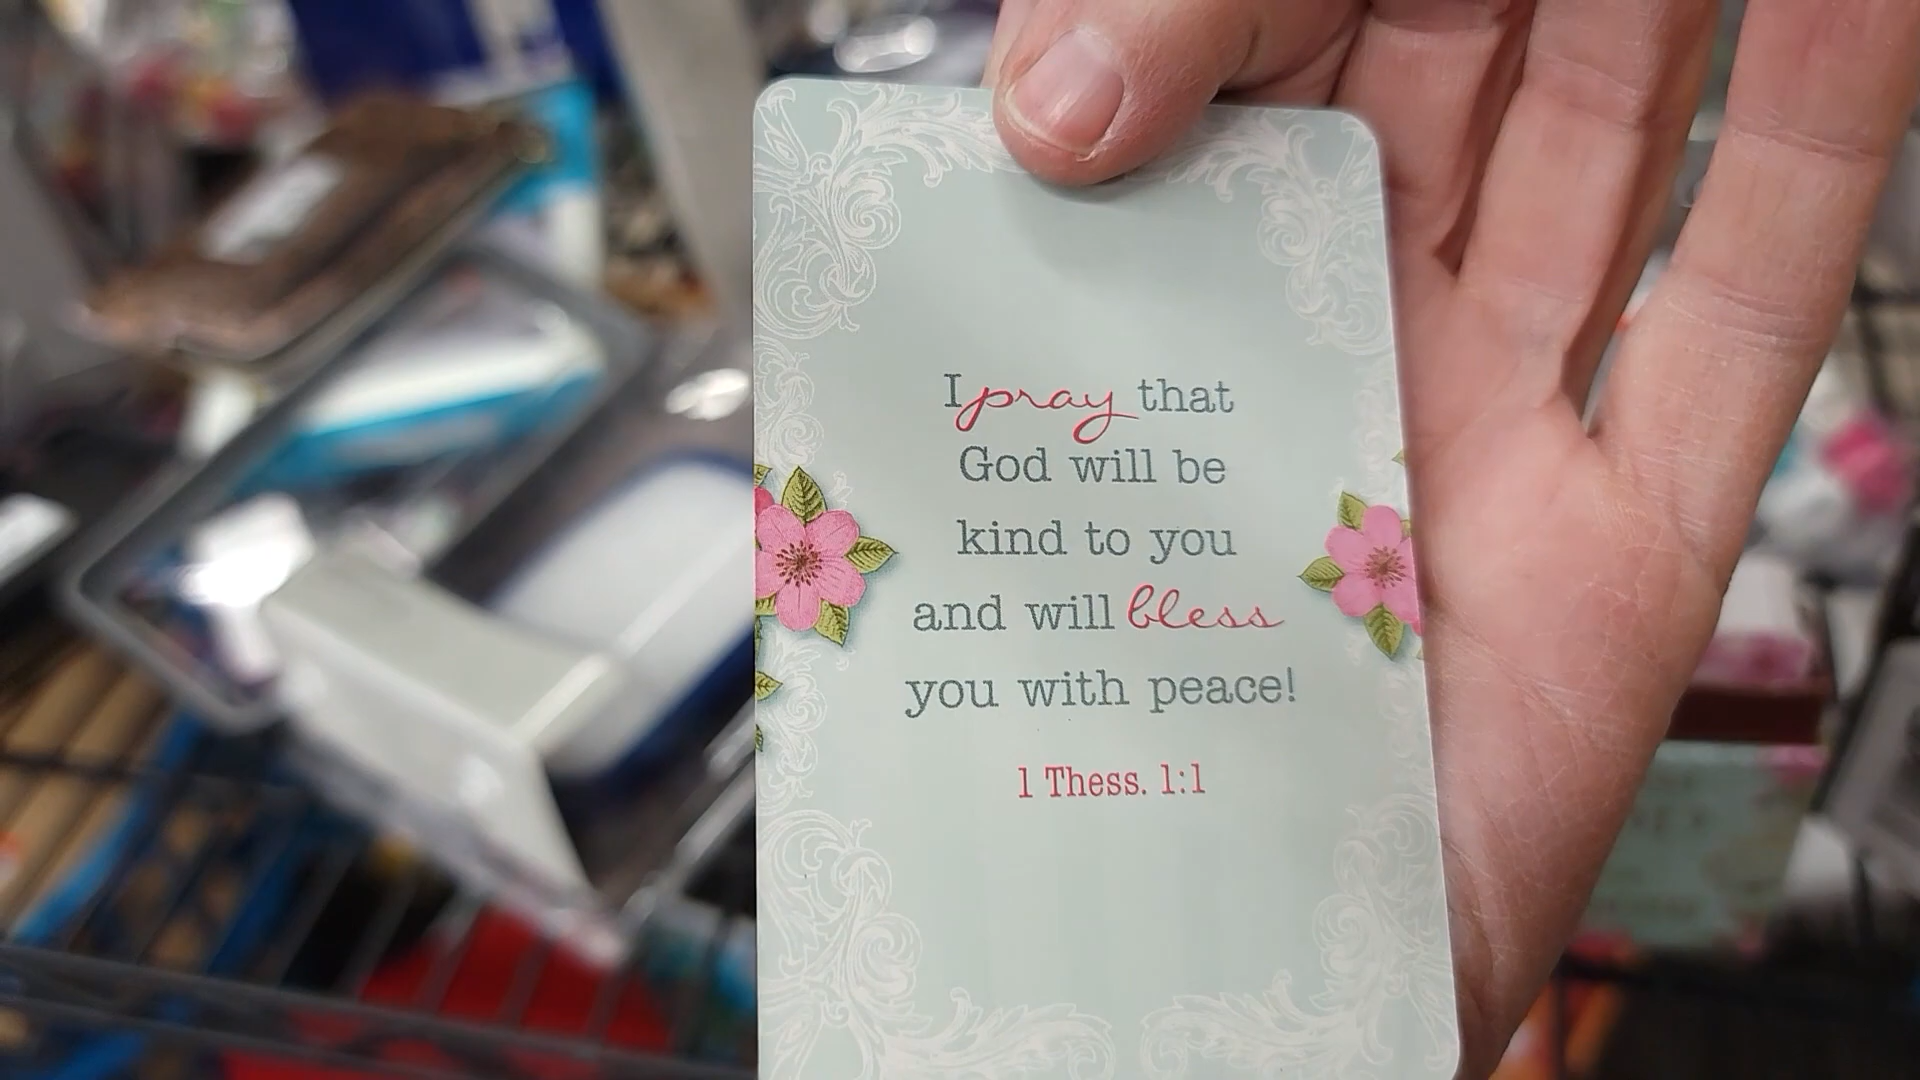 I pray that
God will be
kind to you
and will bless
you with peace!
1 Thess. 1:1